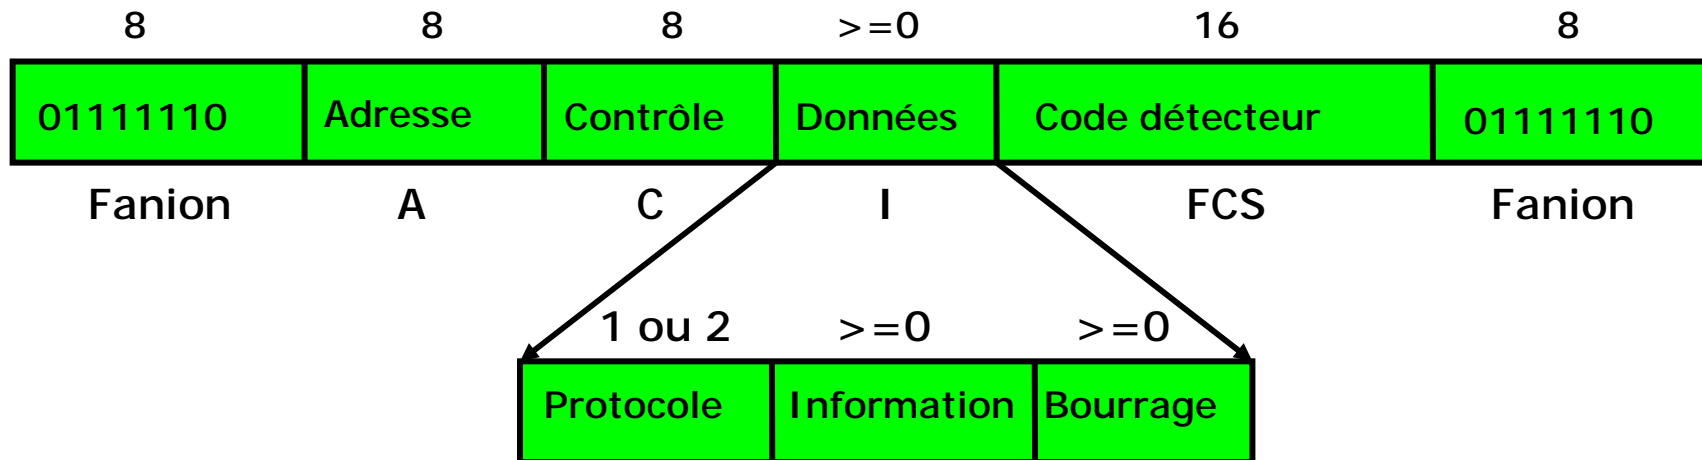 8 8 8 >=0 16 8
01111110 Adresse Contrôle Données Code détecteur 01111110
Fanion A C I FCS Fanion
1 ou 2 >=0 >=0
Protocole Information Bourrage